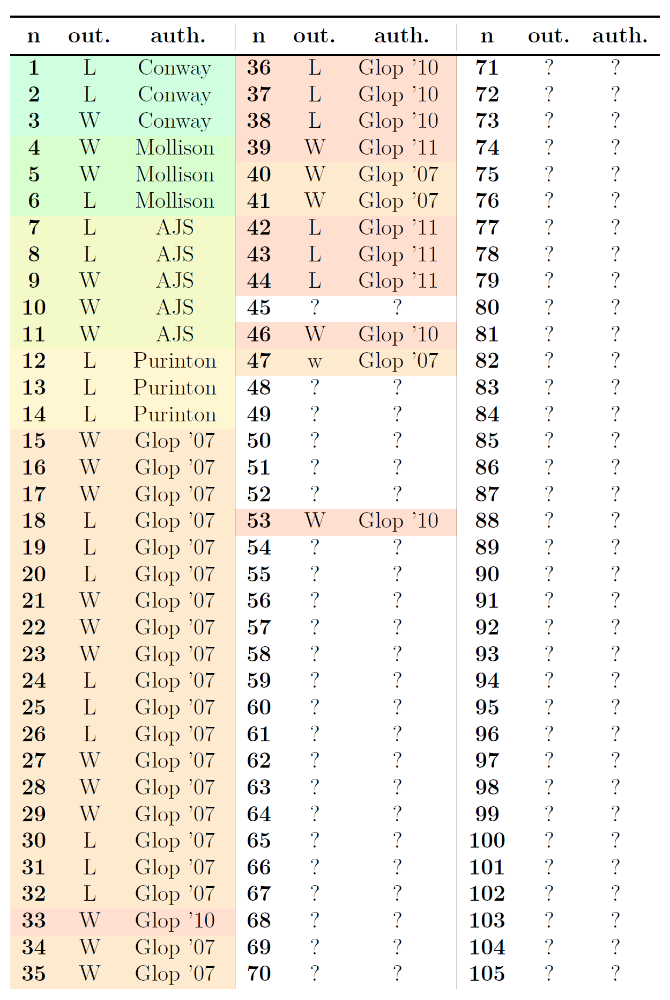 n out. auth. n out. auth. n out. auth.
1 L Conway 36 L Glop '10 71 ? ?
2 L Conway 37 L Glop '10 72 ? ?
3 W Conway 38 L Glop '10 73 ? ?
4 W Mollison 39 W Glop '11 74 ? ?
5 W Mollison 40 W Glop '07 75 ? ?
6 L Mollison 41 W Glop '07 76 ? ?
7 L AJS 42 L Glop '11 77 ? ?
8 L AJS 43 L Glop '11 78 ? ?
9 W AJS 44 L Glop '11 79 ? ?
10 W AJS 45 ? ? 80 ? ?
11 W AJS 46 W Glop '10 81 ? ?
12 L Purinton 47 w Glop '07 82 ? ?
13 L Purinton 48 ? ? 83 ? ?
14 L Purinton 49 ? ? 84 ? ?
15 W Glop '07 50 ? ? 85 ? ?
16 W Glop '07 51 ? ? 86 ? ?
17 W Glop '07 52 ? ? 87 ? ?
18 L Glop '07 53 W Glop '10 88 ? ?
19 L Glop '07 54 ? ? 89 ? ?
20 L Glop '07 55 ? ? 90 ? ?
21 W Glop '07 56 ? ? 91 ? ?
22 W Glop '07 57 ? ? 92 ? ?
23 W Glop '07 58 ? ? 93 ? ?
24 L Glop '07 59 ? ? 94 ? ?
25 L Glop '07 60 ? ? 95 ? ?
26 L Glop '07 61 ? ? 96 ? ?
27 W Glop '07 62 ? ? 97 ? ?
28 W Glop '07 63 ? ? 98 ? ?
29 W Glop '07 64 ? ? 99 ? ?
30 L Glop '07 65 ? ? 100 ? ?
31 L Glop '07 66 ? ? 101 ? ?
32 L Glop '07 67 ? ? 102 ? ?
33 W Glop '10 68 ? ? 103 ? ?
34 W Glop '07 69 ? ? 104 ? ?
35 W Glop '07 70 ? ? 105 ? ?